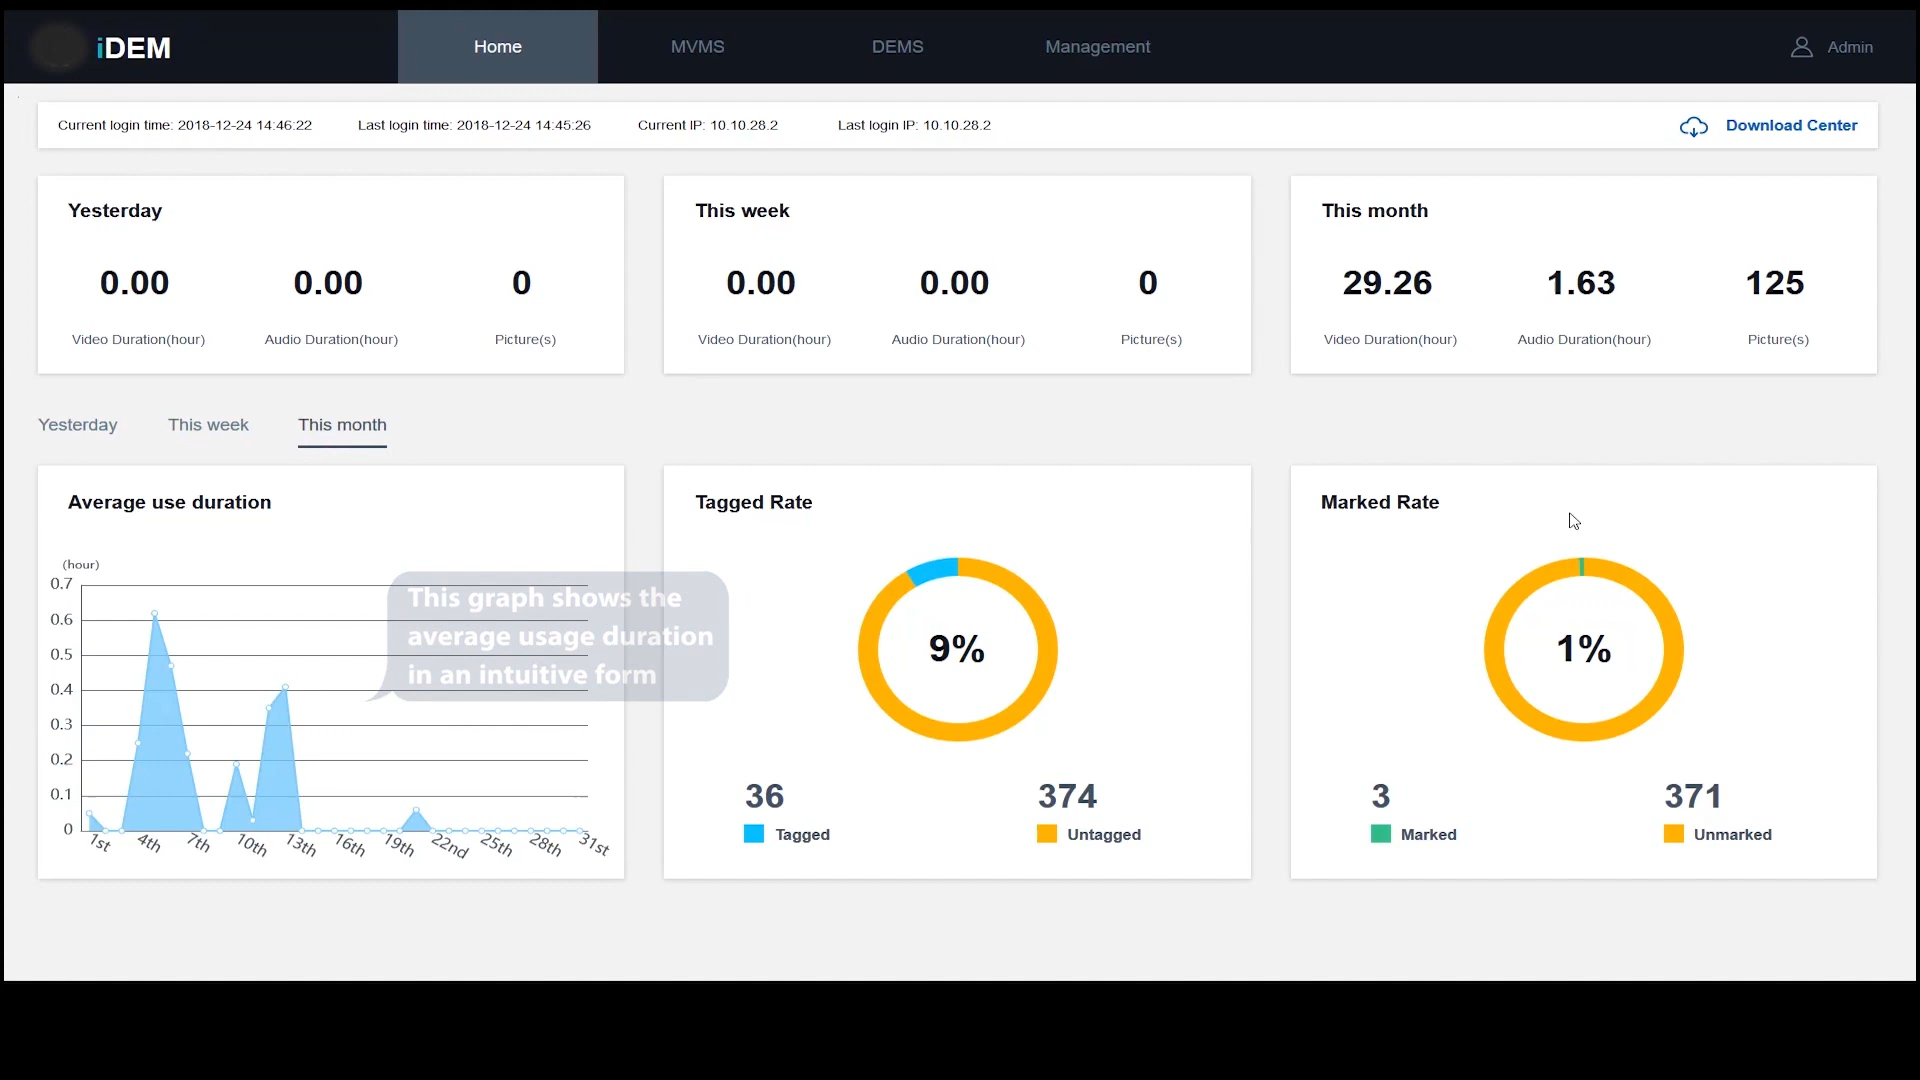 iDEM
Home
MVMS
DEMS
Management
Admin
Current login time: 2018-12-24 14:46:22
Last login time: 2018-12-24 14:45:26
Current IP: 10.10.28.2
Last login IP: 10.10.28.2
Download Center
Yesterday
0.00
0.00
0
Video Duration(hour)
Audio Duration(hour)
Picture(s)
This week
0.00
0.00
0
Video Duration(hour)
Audio Duration(hour)
Picture(s)
This month
29.26
1.63
125
Video Duration(hour)
Audio Duration(hour)
Picture(s)
Yesterday
This week
This month
Average use duration
(hour)
0.7
0.6
0.5
0.4
0.3
0.2
0.1
0
1st
4th
7th
10th
13th
16th
19th
22nd
25th
28th
31st
This graph shows the
average usage duration
in an intuitive form
Tagged Rate
9%
36
Tagged
374
Untagged
Marked Rate
1%
3
Marked
371
Unmarked